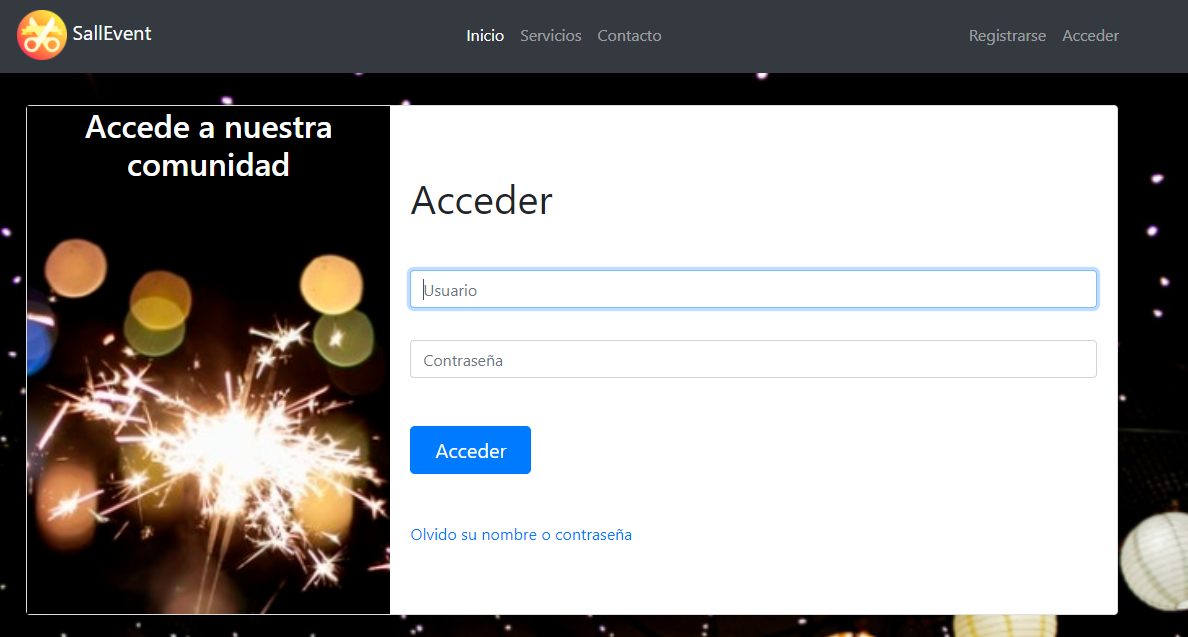 SallEvent
Inicio Servicios Contacto
Registrarse Acceder
Accede a nuestra
comunidad
Acceder
Usuario
Contraseña
Acceder
Olvido su nombre o contraseña